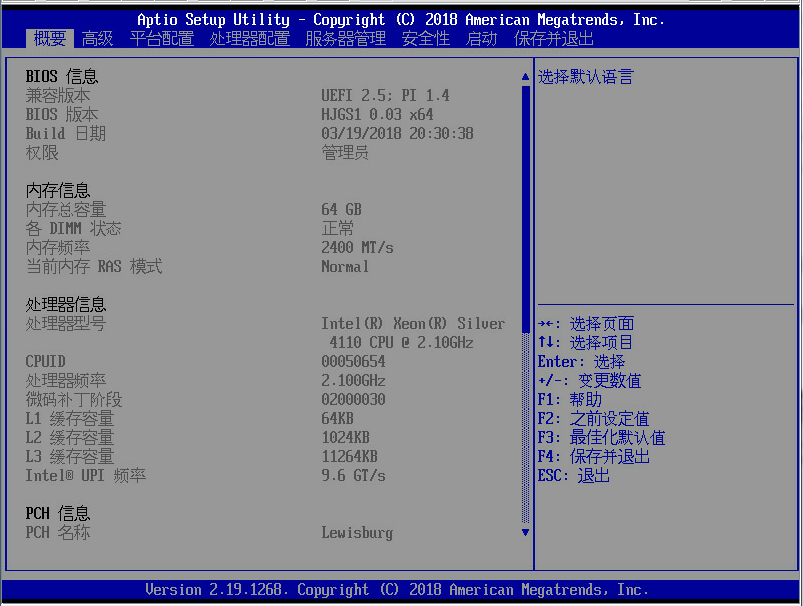 Aptio Setup Utility - Copyright (C) 2018 American Megatrends, Inc.
概要 高级 平台配置 处理器配置 服务器管理 安全性 启动 保存并退出
BIOS 信息
兼容版本 UEFI 2.5; PI 1.4
BIOS 版本 HJGS1 0.03 x64
Build 日期 03/19/2018 20:30:38
权限 管理员
内存信息
内存总容量 64 GB
各 DIMM 状态 正常
内存频率 2400 MT/s
当前内存 RAS 模式 Normal
处理器信息
处理器型号 Intel(R) Xeon(R) Silver
4110 CPU @ 2.10GHz
CPUID 00050654
处理器频率 2.100GHz
微码补丁阶段 02000030
L1 缓存容量 64KB
L2 缓存容量 1024KB
L3 缓存容量 11264KB
Intel® UPI 频率 9.6 GT/s
PCH 信息
PCH 名称 Lewisburg
选择默认语言
→←: 选择页面
↑↓: 选择项目
Enter: 选择
+/-: 变更数值
F1: 帮助
F2: 之前设定值
F3: 最佳化默认值
F4: 保存并退出
ESC: 退出
Version 2.19.1268. Copyright (C) 2018 American Megatrends, Inc.